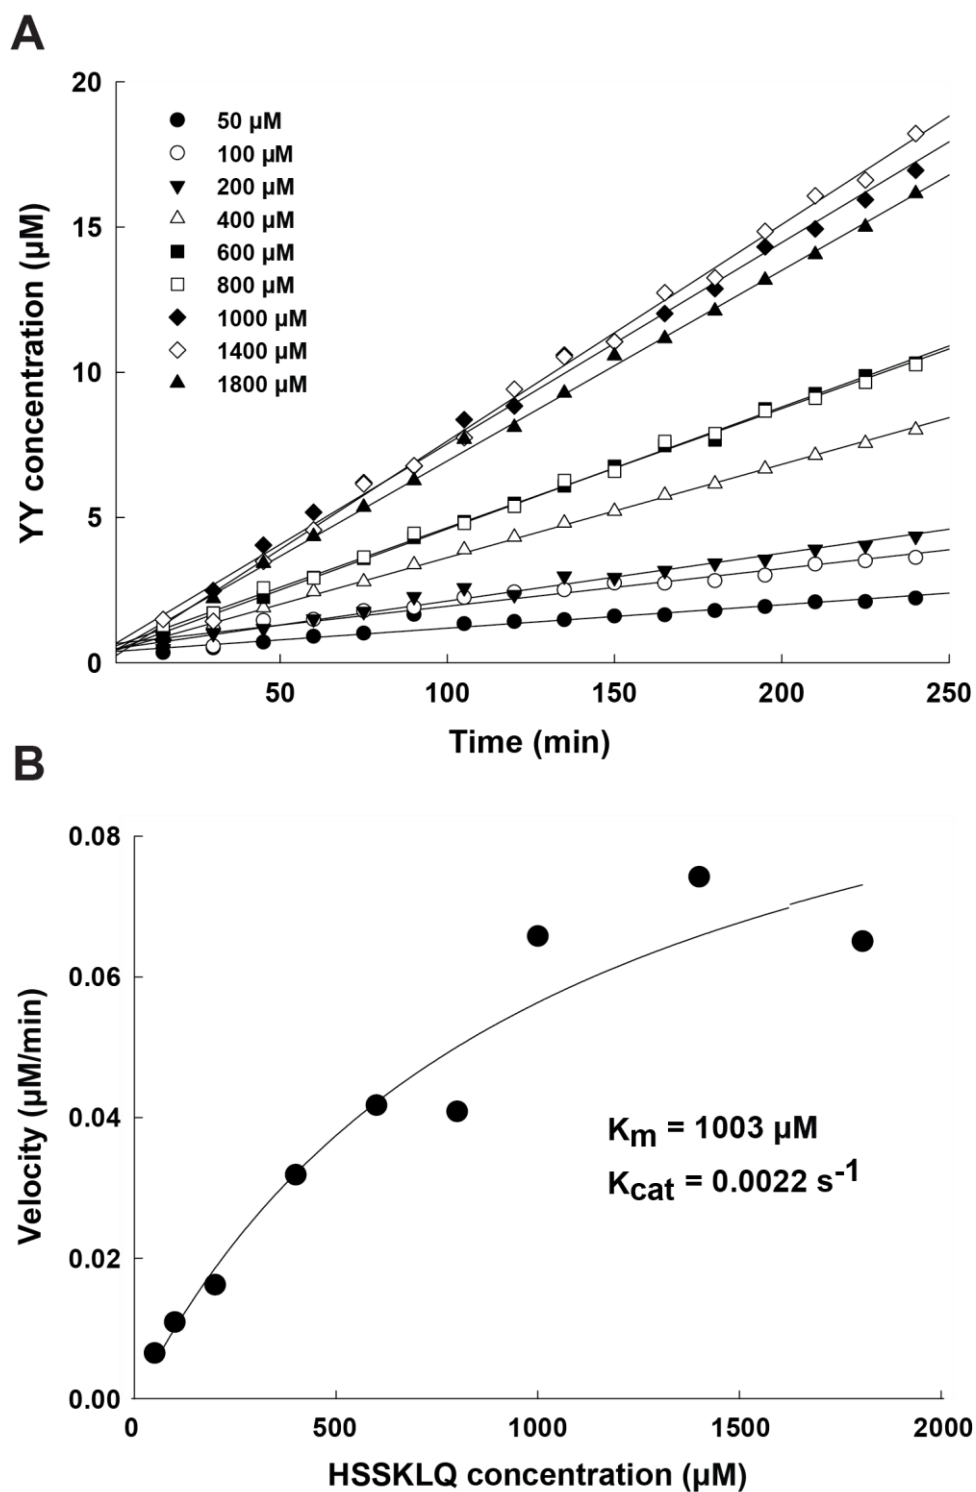 A
20
15
10
5
0
YY concentration (µM)
50 µM
100 µM
200 µM
400 µM
600 µM
800 µM
1000 µM
1400 µM
1800 µM
50 100 150 200 250
Time (min)
B
0.08
0.06
0.04
0.02
0.00
Velocity (µM/min)
Km = 1003 µM
Kcat = 0.0022 s-1
0 500 1000 1500 2000
HSSKLQ concentration (µM)